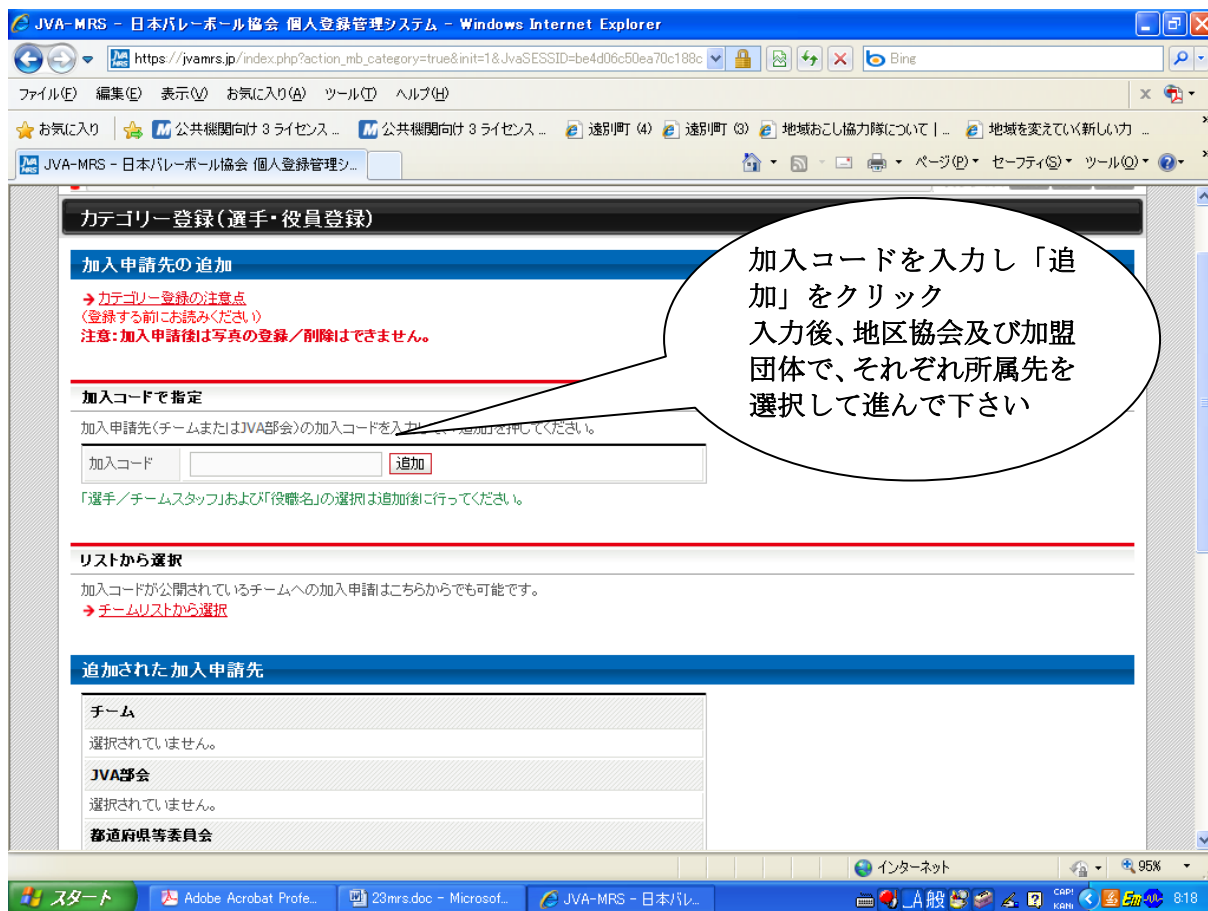 JVA-MRS - 日本バレーボール協会 個人登録管理システム - Windows Internet Explorer
https://jvamrs.jp/index.php?action_mb_category=true&init=1&JvaSESSID=be4d06c50ea70c188c
Bing
ファイル(F) 編集(E) 表示(V) お気に入り(A) ツール(T) ヘルプ(H)
お気に入り 公共機関向け 3 ライセンス ... 公共機関向け 3 ライセンス ... 遠別町 (4) 遠別町 (3) 地域おこし協力隊について | ... 地域を変えていく新しい力 ...
JVA-MRS - 日本バレーボール協会 個人登録管理シ... ページ(P) セーフティ(S) ツール(O)
カテゴリー登録(選手・役員登録)
加入申請先の追加
カテゴリー登録の注意点
(登録する前にお読みください)
注意:加入申請後は写真の登録/削除はできません。
加入コードを入力し「追
加」をクリック
入力後、地区協会及び加盟
団体で、それぞれ所属先を
選択して進んで下さい
加入コードで指定
加入申請先(チームまたはJVA部会)の加入コードを入力して、「追加」を押してください。
加入コード 追加
「選手/チームスタッフ」および「役職名」の選択は追加後に行ってください。
リストから選択
加入コードが公開されているチームへの加入申請はこちらからでも可能です。
チームリストから選択
追加された加入申請先
チーム
選択されていません。
JVA部会
選択されていません。
都道府県等委員会
インターネット 95%
スタート Adobe Acrobat Profe... 23mrs.doc - Microsof... JVA-MRS - 日本バレ... A 般 CAPS KANA 8:18